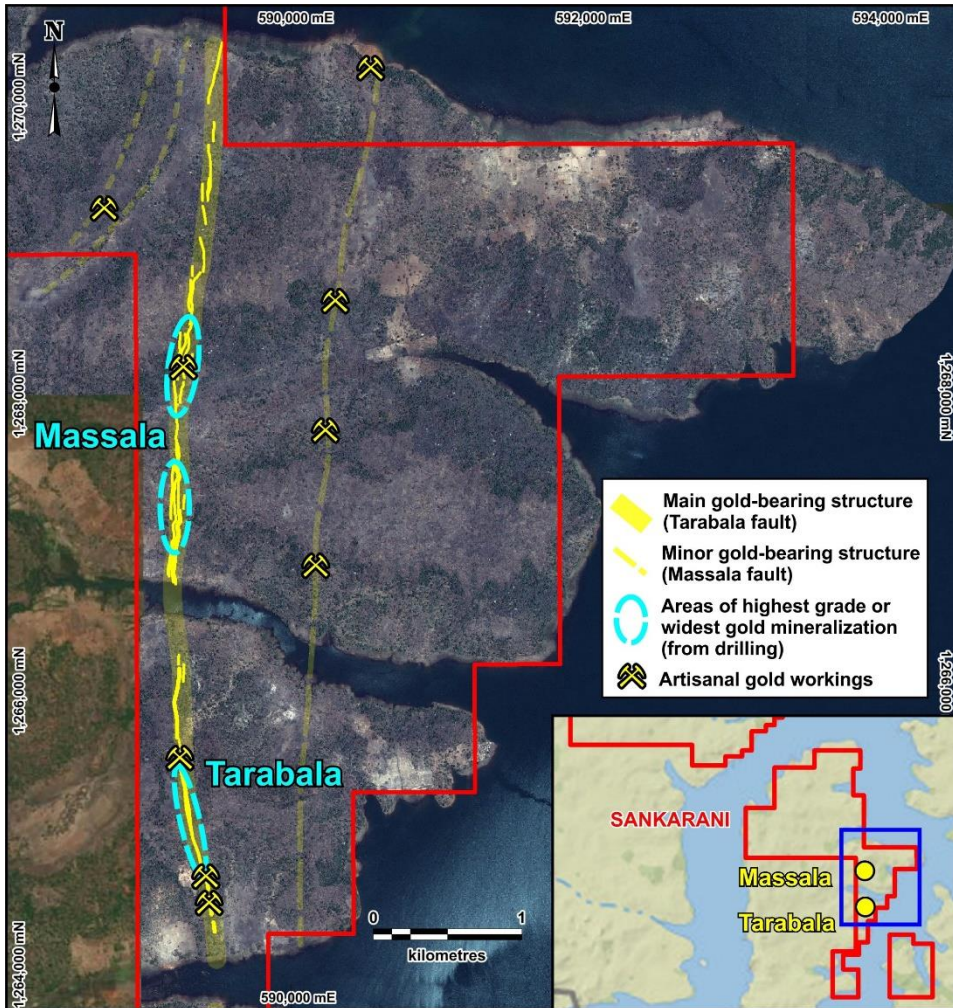 590,000 mE
592,000 mE
594,000 mE
N
1,270,000 mN
1,268,000 mN
1,268,000 mN
Massala
Main gold-bearing structure
(Tarabala fault)
Minor gold-bearing structure
(Massala fault)
Areas of highest grade or
widest gold mineralization
(from drilling)
Artisanal gold workings
1,266,000 mN
1,266,000 mN
Tarabala
SANKARANI
Massala
Tarabala
0 1
kilometres
1,264,000 mN
590,000 mE